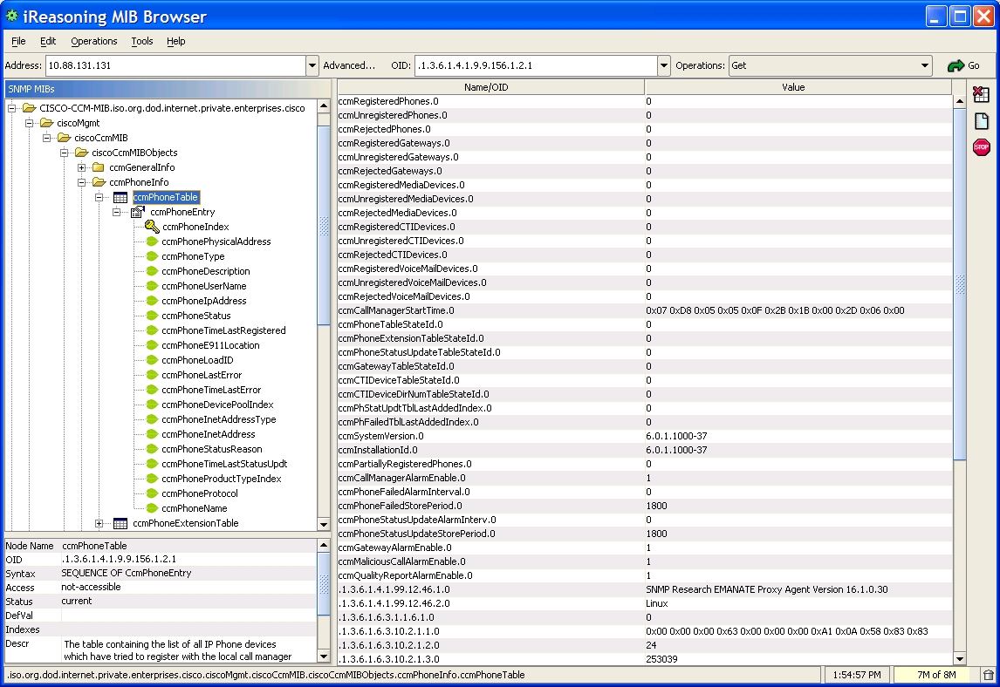 iReasoning MIB Browser
File Edit Operations Tools Help
Address: 10.88.131.131 Advanced... OID: .1.3.6.1.4.1.9.9.156.1.2.1 Operations: Get Go
SNMP MIBs
CISCO-CCM-MIB.iso.org.dod.internet.private.enterprises.cisco
ciscoMgmt
ciscoCcmMIB
ciscoCcmMIBObjects
ccmGeneralInfo
ccmPhoneInfo
ccmPhoneTable
ccmPhoneEntry
ccmPhoneIndex
ccmPhonePhysicalAddress
ccmPhoneType
ccmPhoneDescription
ccmPhoneUserName
ccmPhoneIpAddress
ccmPhoneStatus
ccmPhoneTimeLastRegistered
ccmPhoneE911Location
ccmPhoneLoadID
ccmPhoneLastError
ccmPhoneTimeLastError
ccmPhoneDevicePoolIndex
ccmPhoneInetAddressType
ccmPhoneInetAddress
ccmPhoneStatusReason
ccmPhoneTimeLastStatusUpdt
ccmPhoneProductTypeIndex
ccmPhoneProtocol
ccmPhoneName
ccmPhoneExtensionTable
Node Name ccmPhoneTable
OID .1.3.6.1.4.1.9.9.156.1.2.1
Syntax SEQUENCE OF CcmPhoneEntry
Access not-accessible
Status current
DefVal
Indexes
Descr The table containing the list of all IP Phone devices
which have tried to register with the local call manager
Name/OID Value
ccmRegisteredPhones.0 0
ccmUnregisteredPhones.0 0
ccmRejectedPhones.0 0
ccmRegisteredGateways.0 0
ccmUnregisteredGateways.0 0
ccmRejectedGateways.0 0
ccmRegisteredMediaDevices.0 0
ccmUnregisteredMediaDevices.0 0
ccmRejectedMediaDevices.0 0
ccmRegisteredCTIDevices.0 0
ccmUnregisteredCTIDevices.0 0
ccmRejectedCTIDevices.0 0
ccmRegisteredVoiceMailDevices.0 0
ccmUnregisteredVoiceMailDevices.0 0
ccmRejectedVoiceMailDevices.0 0
ccmCallManagerStartTime.0 0x07 0xD8 0x05 0x05 0x0F 0x2B 0x1B 0x00 0x2D 0x06 0x00
ccmPhoneTableStateId.0 0
ccmPhoneExtensionTableStateId.0 0
ccmPhoneStatusUpdateTableStateId.0 0
ccmGatewayTableStateId.0 0
ccmCTIDeviceTableStateId.0 0
ccmCTIDeviceDirNumTableStateId.0 0
ccmPhStatUpdtTblLastAddedIndex.0 0
ccmPhFailedTblLastAddedIndex.0 0
ccmSystemVersion.0 6.0.1.1000-37
ccmInstallationId.0 6.0.1.1000-37
ccmPartiallyRegisteredPhones.0 0
ccmCallManagerAlarmEnable.0 1
ccmPhoneFailedAlarmInterval.0 0
ccmPhoneFailedStorePeriod.0 1800
ccmPhoneStatusUpdateAlarmInterv.0 0
ccmPhoneStatusUpdateStorePeriod.0 1800
ccmGatewayAlarmEnable.0 1
ccmMaliciousCallAlarmEnable.0 1
ccmQualityReportAlarmEnable.0 1
.1.3.6.1.4.1.99.12.46.1.0 SNMP Research EMANATE Proxy Agent Version 16.1.0.30
.1.3.6.1.4.1.99.12.46.2.0 Linux
.1.3.6.1.6.3.1.1.6.1.0 0
.1.3.6.1.6.3.10.2.1.1.0 0x00 0x00 0x00 0x63 0x00 0x00 0x00 0xA1 0x0A 0x58 0x83 0x83
.1.3.6.1.6.3.10.2.1.2.0 24
.1.3.6.1.6.3.10.2.1.3.0 253039
STOP
.iso.org.dod.internet.private.enterprises.cisco.ciscoMgmt.ciscoCcmMIB.ciscoCcmMIBObjects.ccmPhoneInfo.ccmPhoneTable 1:54:57 PM 7M of 8M